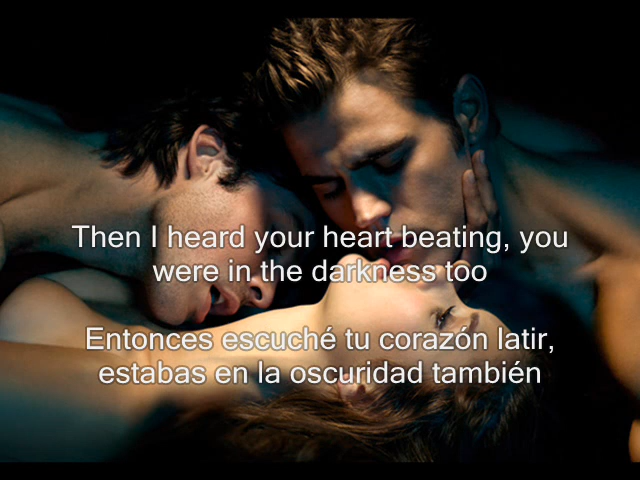 Then I heard your heart beating, you
were in the darkness too
Entonces escuché tu corazón latir,
estabas en la oscuridad también